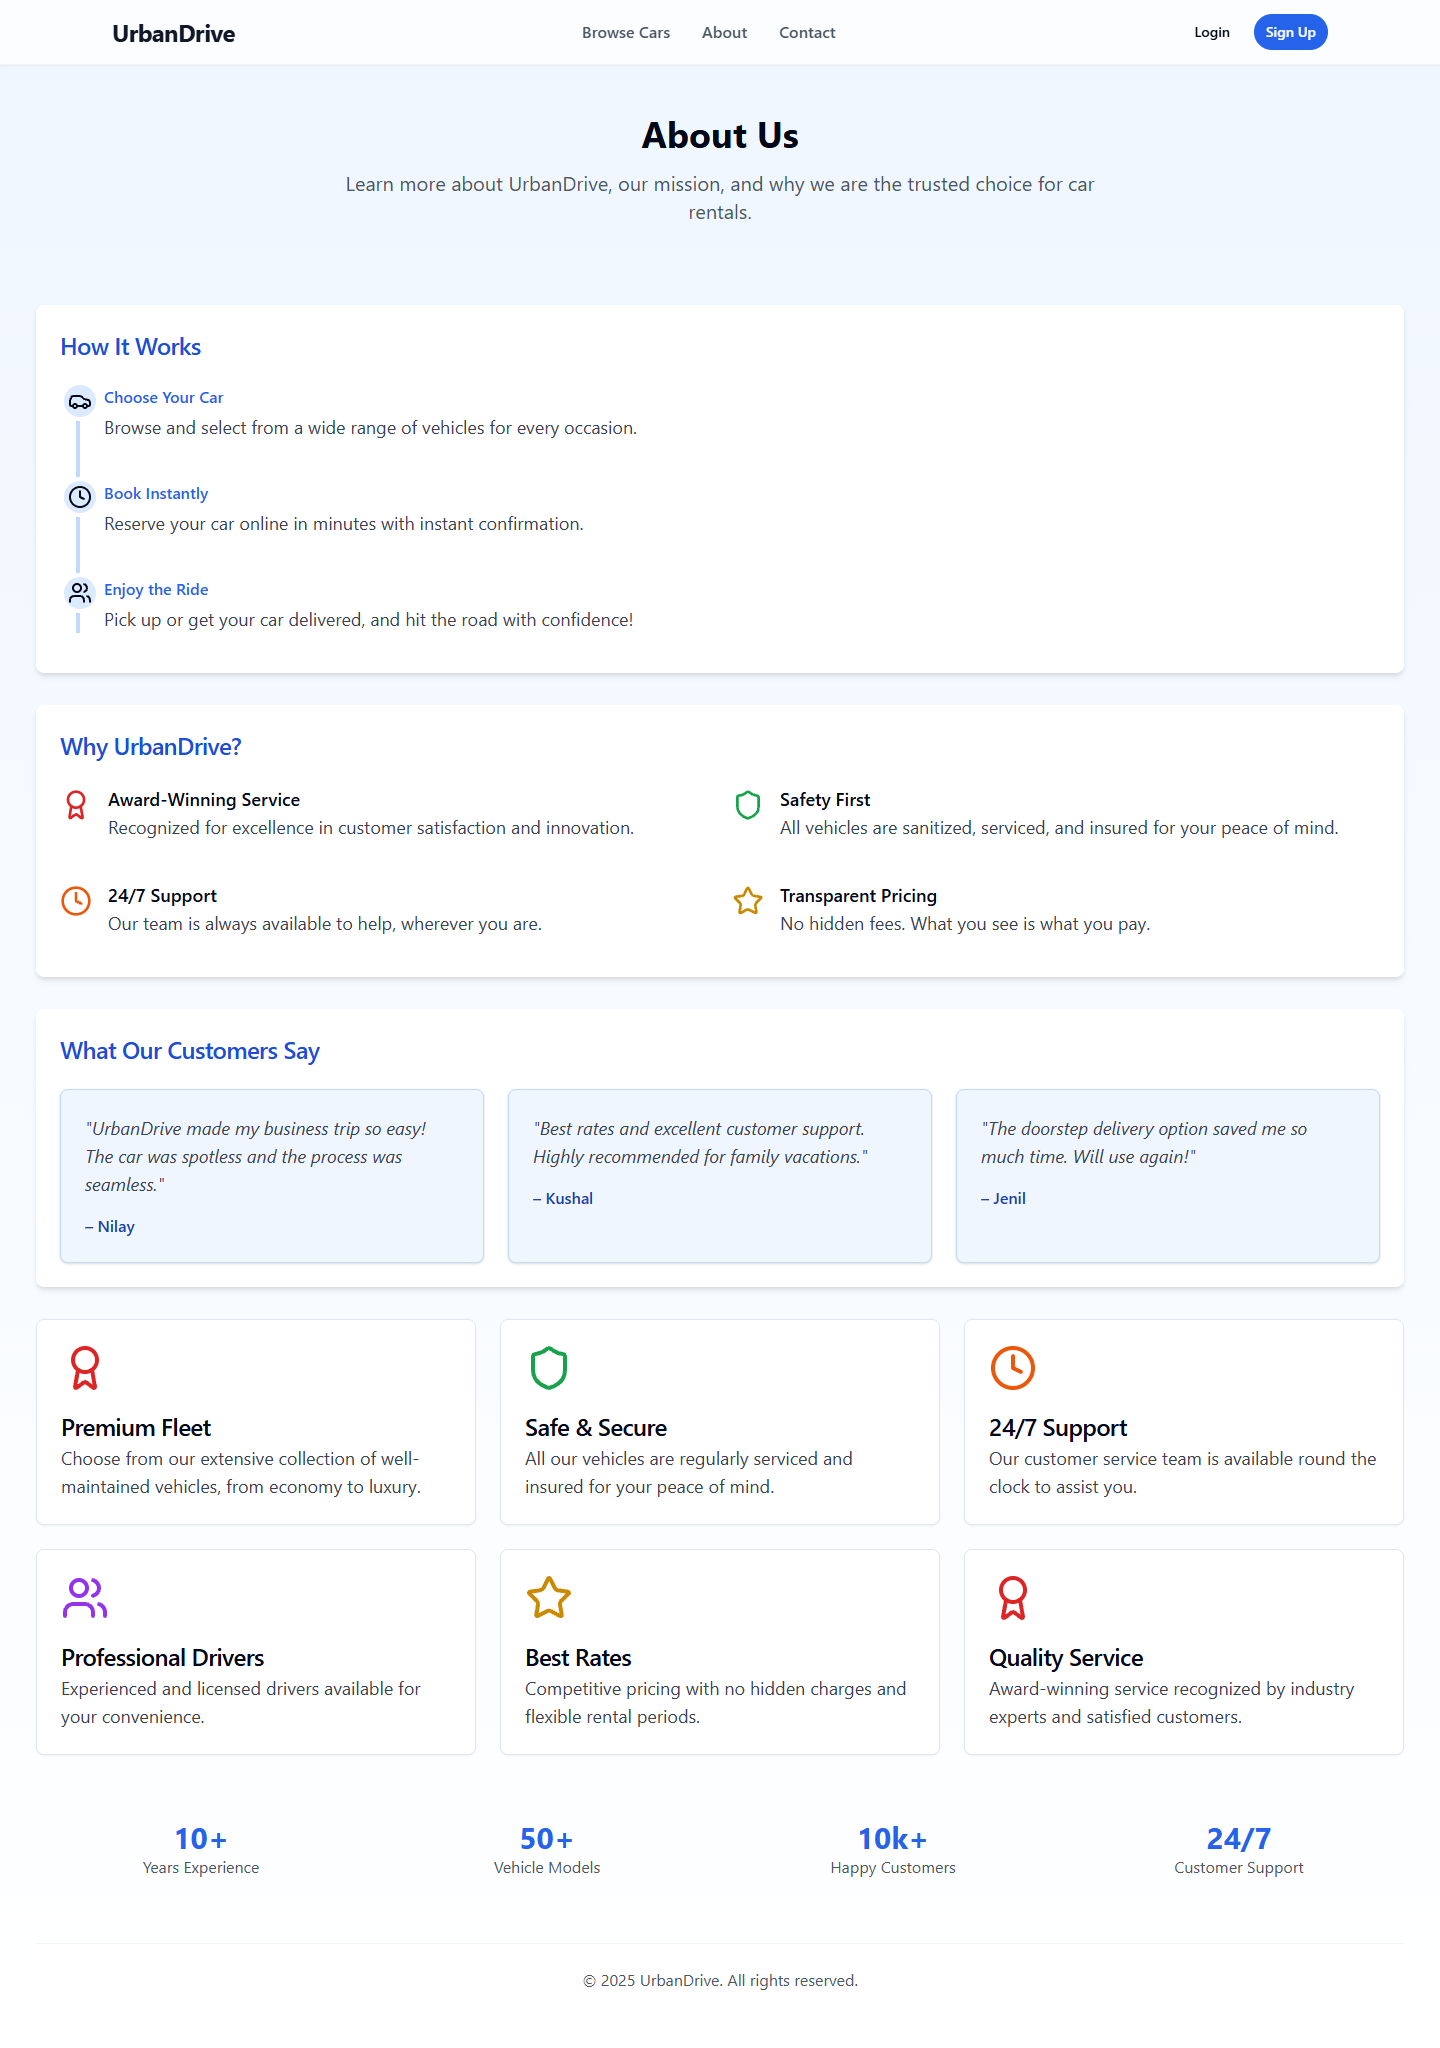 UrbanDrive
Browse Cars
About
Contact
Login
Sign Up
About Us
Learn more about UrbanDrive, our mission, and why we are the trusted choice for car
rentals.
How It Works
Choose Your Car
Browse and select from a wide range of vehicles for every occasion.
Book Instantly
Reserve your car online in minutes with instant confirmation.
Enjoy the Ride
Pick up or get your car delivered, and hit the road with confidence!
Why UrbanDrive?
Award-Winning Service
Recognized for excellence in customer satisfaction and innovation.
Safety First
All vehicles are sanitized, serviced, and insured for your peace of mind.
24/7 Support
Our team is always available to help, wherever you are.
Transparent Pricing
No hidden fees. What you see is what you pay.
What Our Customers Say
"UrbanDrive made my business trip so easy!
The car was spotless and the process was
seamless."
– Nilay
"Best rates and excellent customer support.
Highly recommended for family vacations."
– Kushal
"The doorstep delivery option saved me so
much time. Will use again!"
– Jenil
Premium Fleet
Choose from our extensive collection of well-
maintained vehicles, from economy to luxury.
Safe & Secure
All our vehicles are regularly serviced and
insured for your peace of mind.
24/7 Support
Our customer service team is available round the
clock to assist you.
Professional Drivers
Experienced and licensed drivers available for
your convenience.
Best Rates
Competitive pricing with no hidden charges and
flexible rental periods.
Quality Service
Award-winning service recognized by industry
experts and satisfied customers.
10+
Years Experience
50+
Vehicle Models
10k+
Happy Customers
24/7
Customer Support
© 2025 UrbanDrive. All rights reserved.